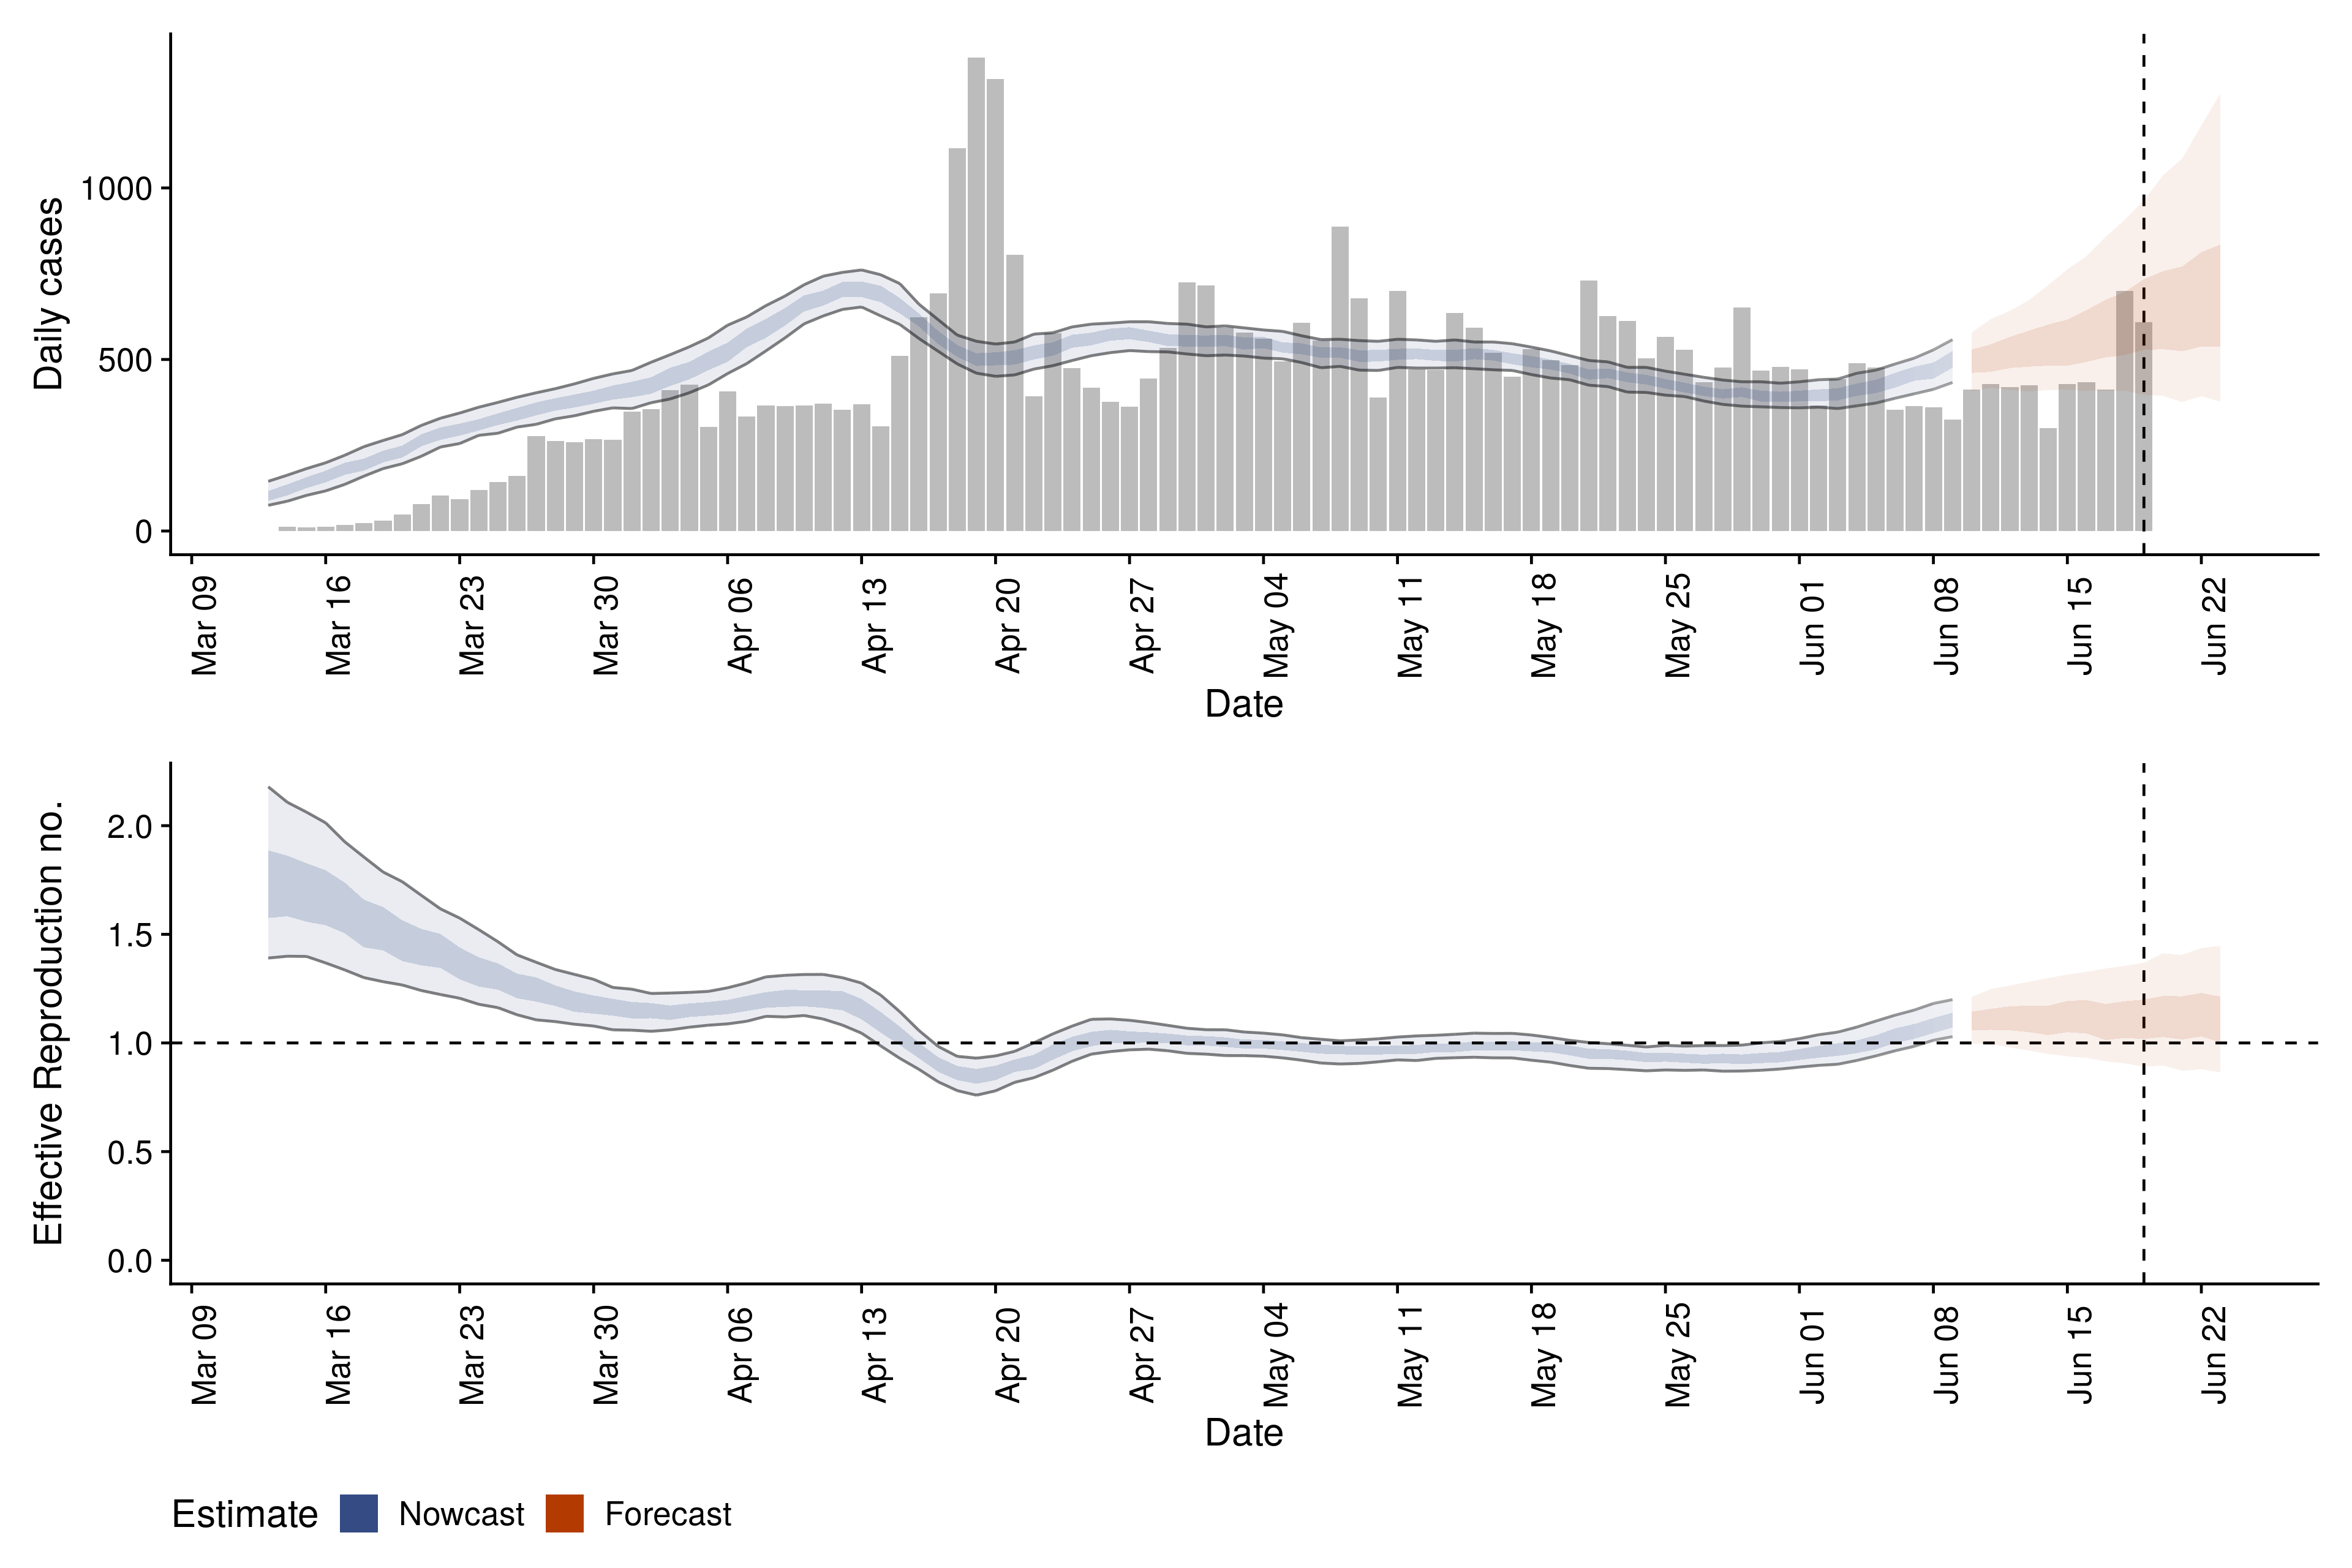 Daily cases
1000
500
0
Mar 09
Mar 16
Mar 23
Mar 30
Apr 06
Apr 13
Apr 20
Apr 27
May 04
May 11
May 18
May 25
Jun 01
Jun 08
Jun 15
Jun 22
Date
Effective Reproduction no.
2.0
1.5
1.0
0.5
0.0
Mar 09
Mar 16
Mar 23
Mar 30
Apr 06
Apr 13
Apr 20
Apr 27
May 04
May 11
May 18
May 25
Jun 01
Jun 08
Jun 15
Jun 22
Date
Estimate Nowcast Forecast